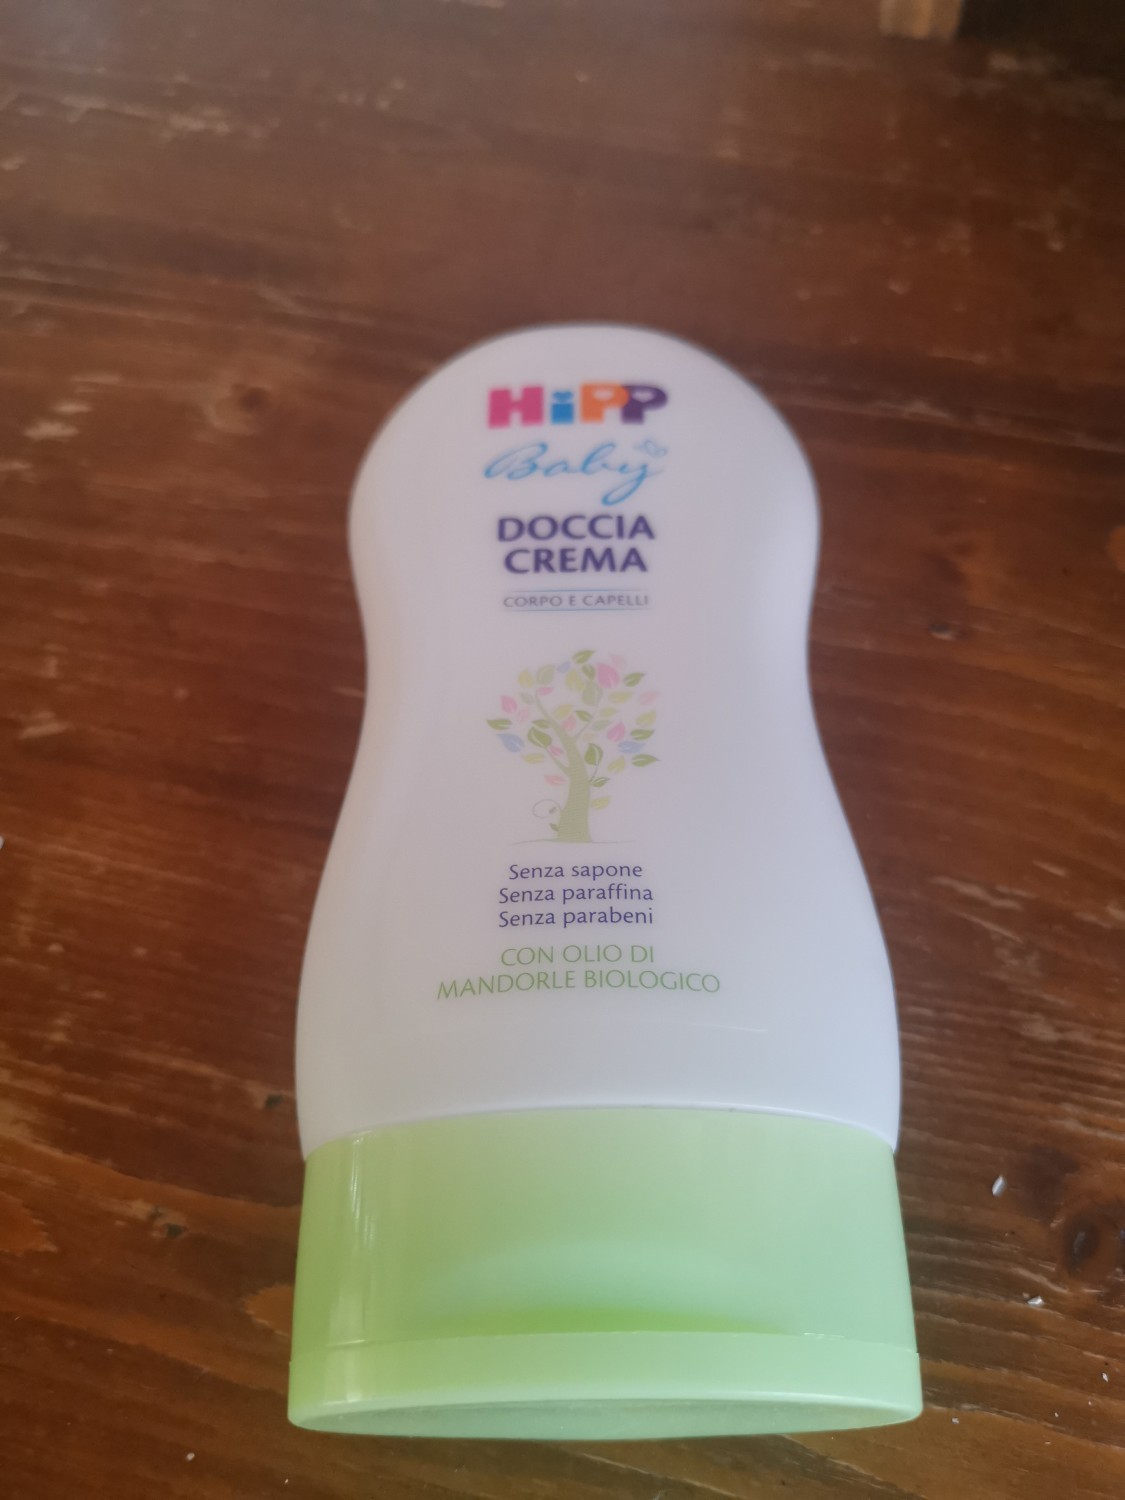 HiPP
Baby
DOCCIA
CREMA
CORPO E CAPELLI
Senza sapone
Senza paraffina
Senza parabeni
CON OLIO DI
MANDORLE BIOLOGICO